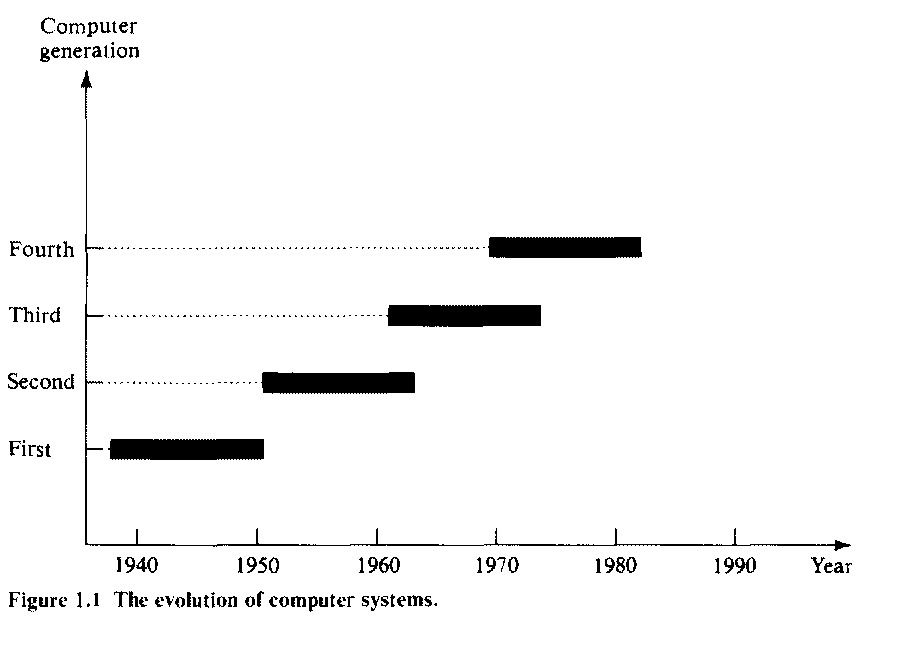 Computer
generation
Fourth
Third
Second
First
1940 1950 1960 1970 1980 1990 Year
Figure 1.1 The evolution of computer systems.